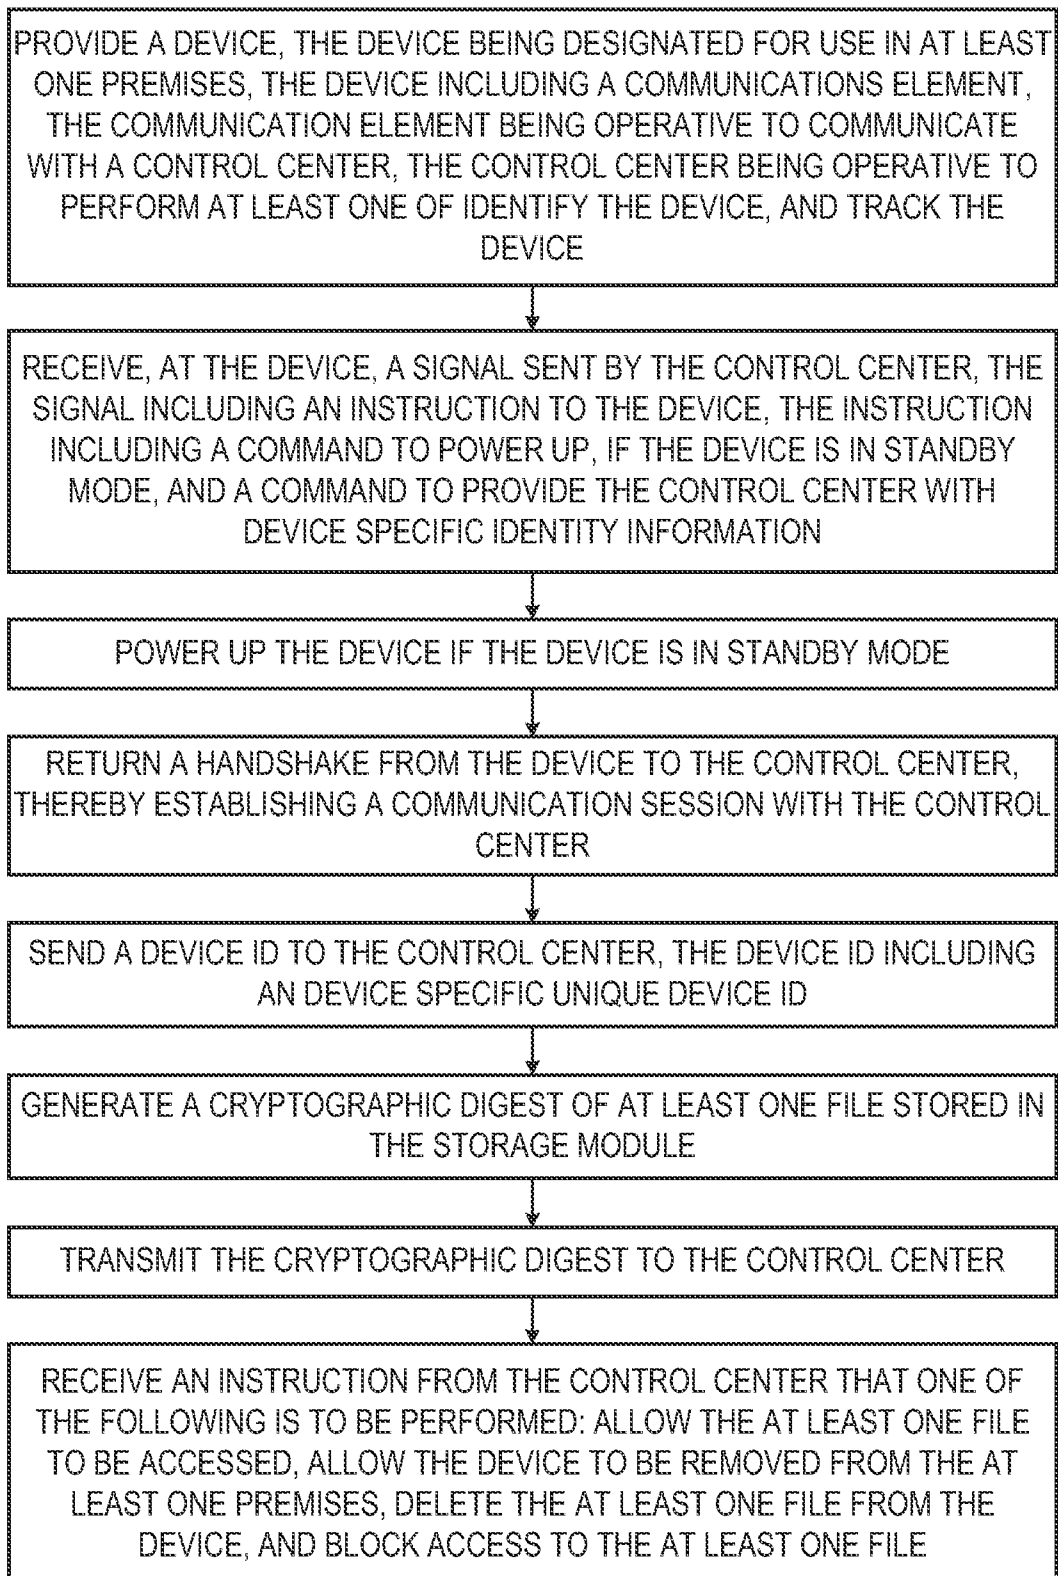 PROVIDE A DEVICE, THE DEVICE BEING DESIGNATED FOR USE IN AT LEAST
ONE PREMISES, THE DEVICE INCLUDING A COMMUNICATIONS ELEMENT,
THE COMMUNICATION ELEMENT BEING OPERATIVE TO COMMUNICATE
WITH A CONTROL CENTER, THE CONTROL CENTER BEING OPERATIVE TO
PERFORM AT LEAST ONE OF IDENTIFY THE DEVICE, AND TRACK THE
DEVICE
RECEIVE, AT THE DEVICE, A SIGNAL SENT BY THE CONTROL CENTER, THE
SIGNAL INCLUDING AN INSTRUCTION TO THE DEVICE, THE INSTRUCTION
INCLUDING A COMMAND TO POWER UP, IF THE DEVICE IS IN STANDBY
MODE, AND A COMMAND TO PROVIDE THE CONTROL CENTER WITH
DEVICE SPECIFIC IDENTITY INFORMATION
POWER UP THE DEVICE IF THE DEVICE IS IN STANDBY MODE
RETURN A HANDSHAKE FROM THE DEVICE TO THE CONTROL CENTER,
THEREBY ESTABLISHING A COMMUNICATION SESSION WITH THE CONTROL
CENTER
SEND A DEVICE ID TO THE CONTROL CENTER, THE DEVICE ID INCLUDING
AN DEVICE SPECIFIC UNIQUE DEVICE ID
GENERATE A CRYPTOGRAPHIC DIGEST OF AT LEAST ONE FILE STORED IN
THE STORAGE MODULE
TRANSMIT THE CRYPTOGRAPHIC DIGEST TO THE CONTROL CENTER
RECEIVE AN INSTRUCTION FROM THE CONTROL CENTER THAT ONE OF
THE FOLLOWING IS TO BE PERFORMED: ALLOW THE AT LEAST ONE FILE
TO BE ACCESSED, ALLOW THE DEVICE TO BE REMOVED FROM THE AT
LEAST ONE PREMISES, DELETE THE AT LEAST ONE FILE FROM THE
DEVICE, AND BLOCK ACCESS TO THE AT LEAST ONE FILE